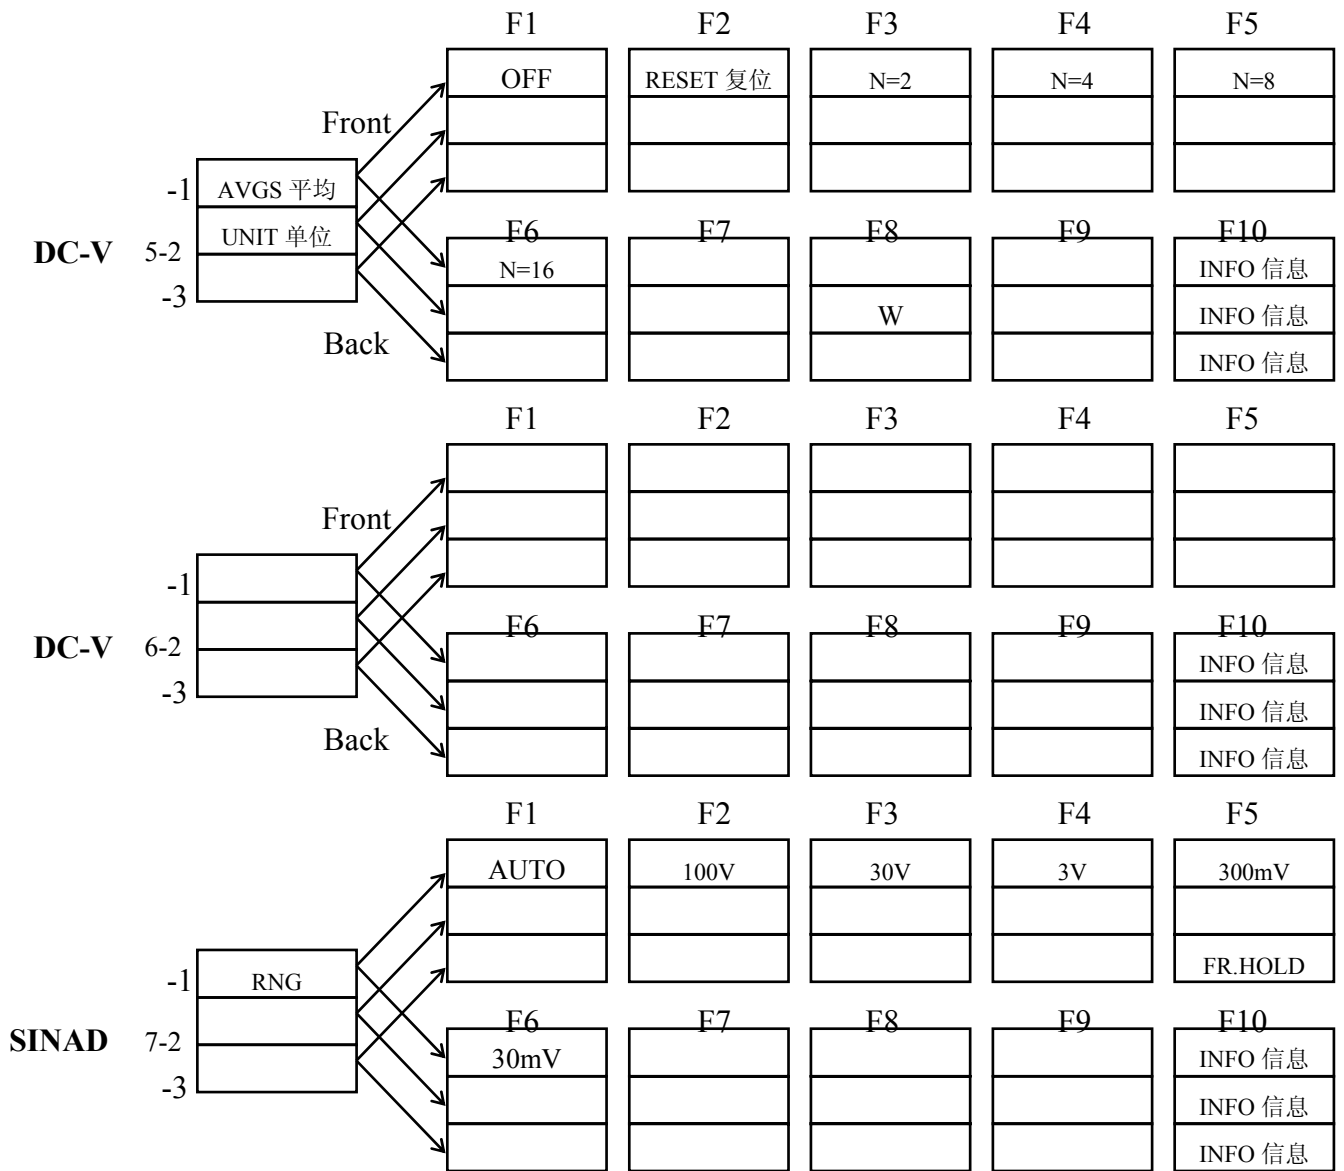 F1 F2 F3 F4 F5
OFF RESET 复位 N=2 N=4 N=8
Front
-1 AVGS 平均
DC-V 5-2 UNIT 单位
-3
Back
F6 F7 F8 F9 F10
N=16 INFO 信息
W INFO 信息
INFO 信息
F1 F2 F3 F4 F5
Front
-1
DC-V 6-2
-3
Back
F6 F7 F8 F9 F10
INFO 信息
INFO 信息
INFO 信息
F1 F2 F3 F4 F5
AUTO 100V 30V 3V 300mV
FR.HOLD
-1 RNG
SINAD 7-2
-3
F6 F7 F8 F9 F10
30mV INFO 信息
INFO 信息
INFO 信息